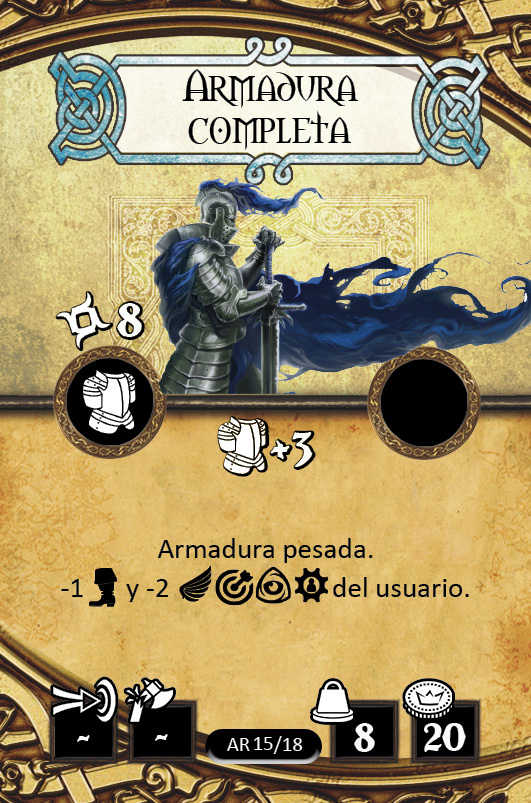 Armadura
completa
8
+3
Armadura pesada.
-1 y -2 del usuario.
~ ~ AR 15/18 8 20